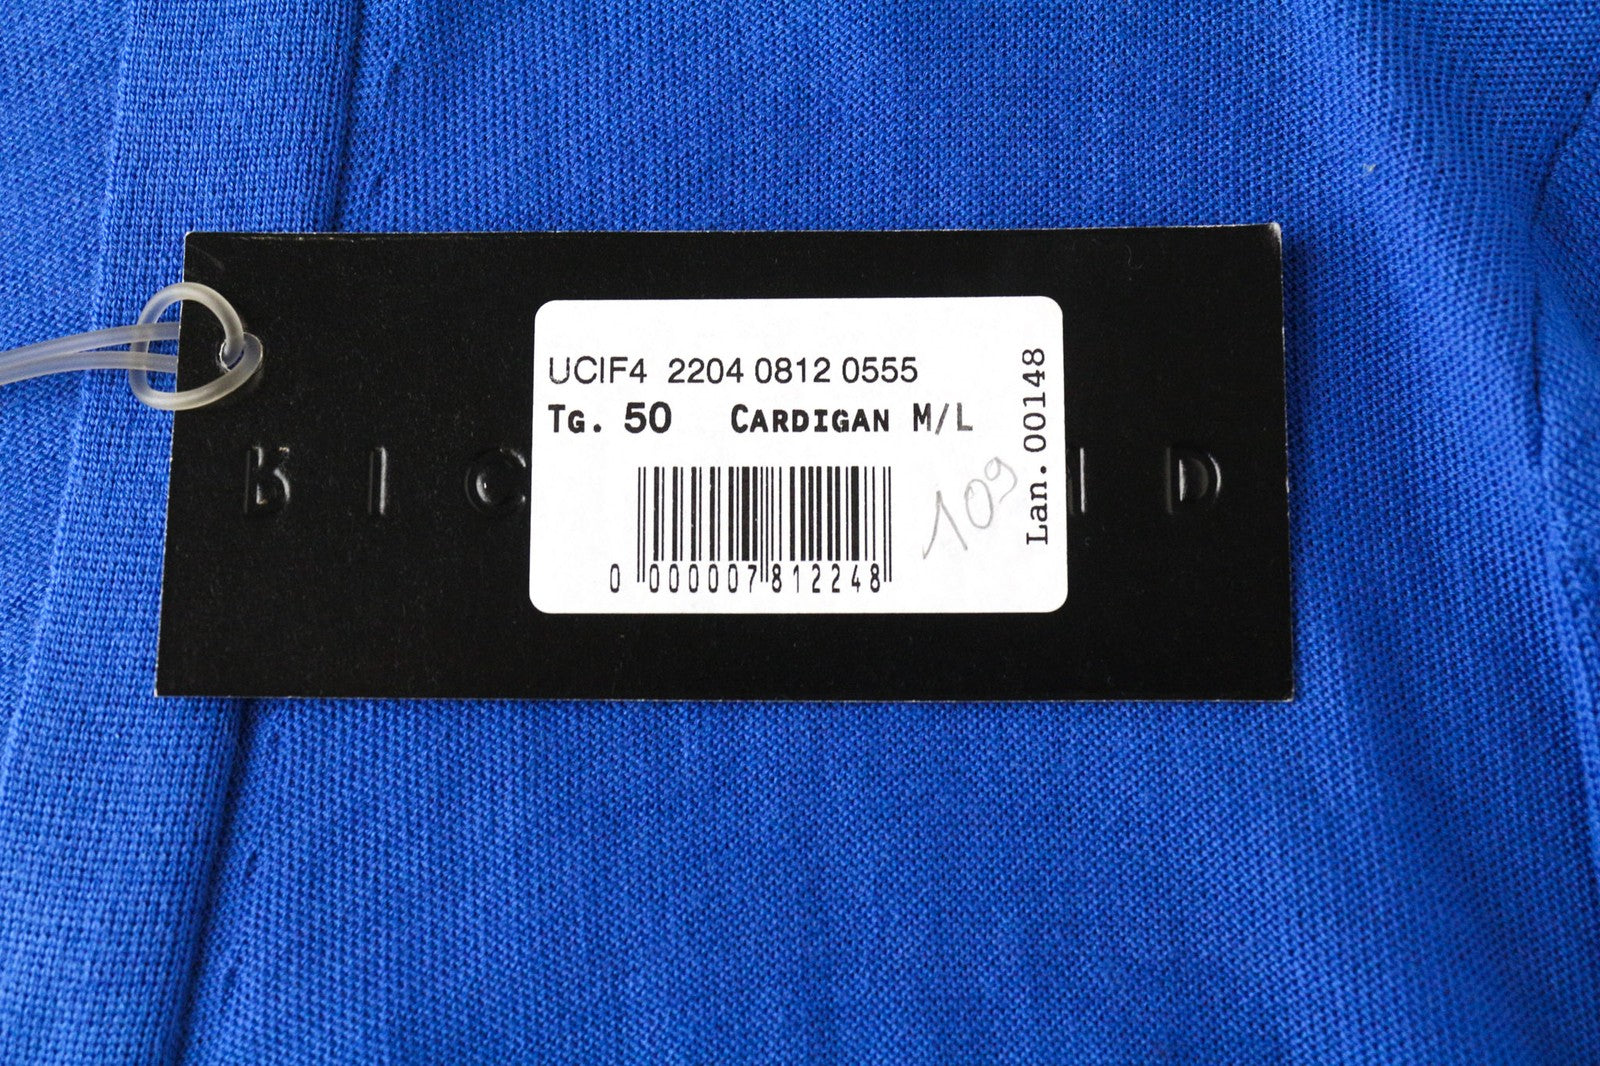 UCIF4 2204 0812 0555
Tg. 50 Cardigan M/L
0 000007 812248
109
Lan.00148